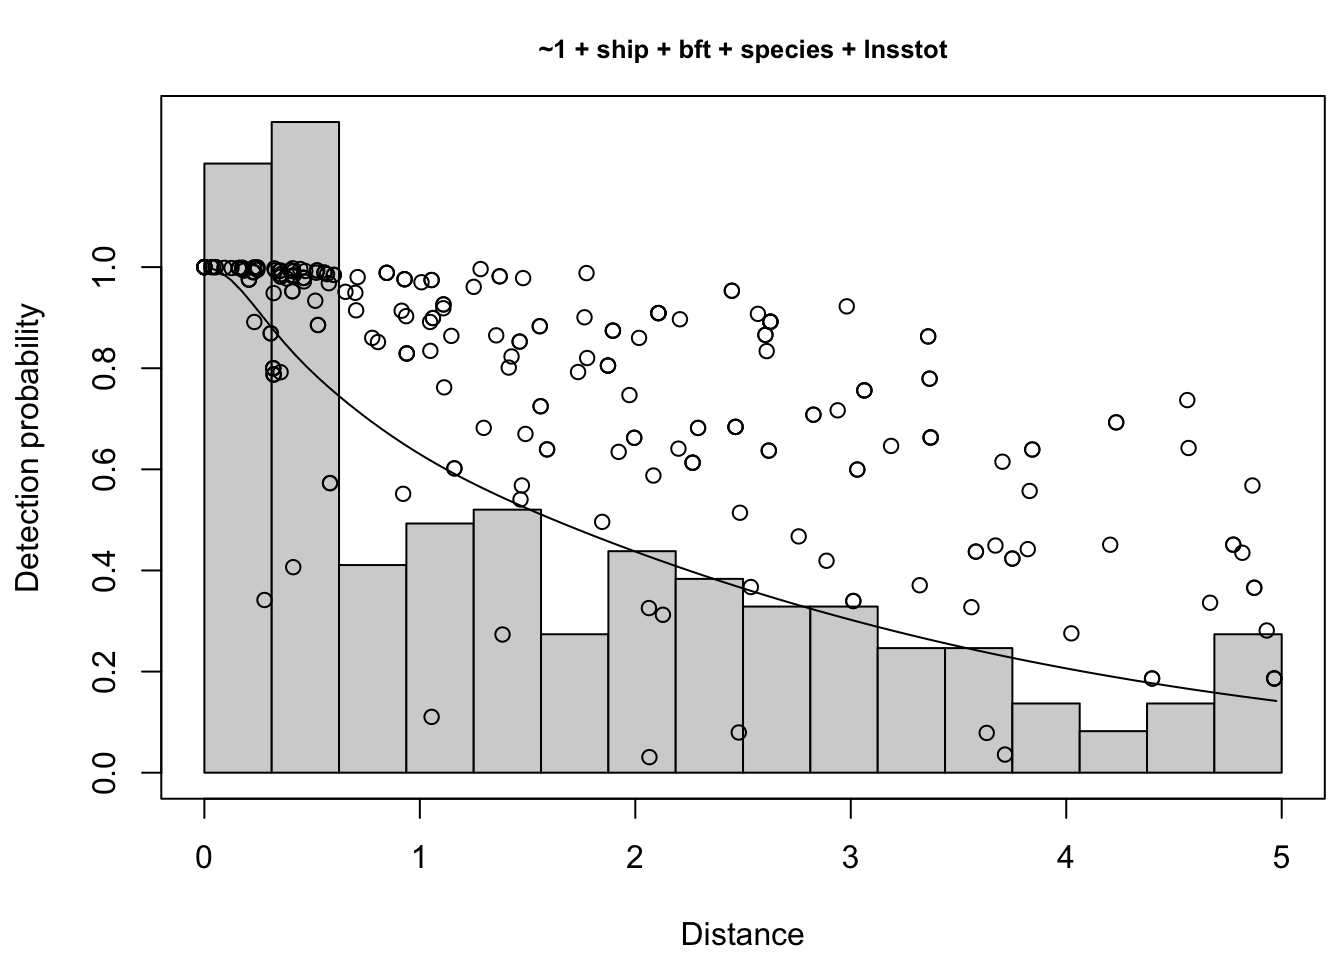 ~1 + ship + bft + species + lnsstot
Detection probability
1.0
0.8
0.6
0.4
0.2
0.0
0 1 2 3 4 5
Distance